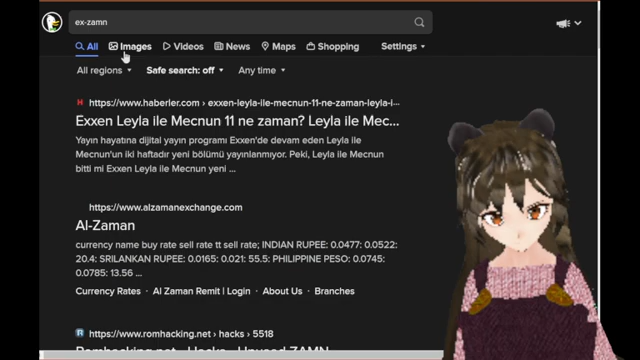 ex-zamn
All Images Videos News Maps Shopping Settings
All regions Safe search: off Any time
https://www.haberler.com › exxen-leyla-ile-mecnun-11-ne-zaman-leyla-i...
Exxen Leyla ile Mecnun 11 ne zaman? Leyla ile Mec...
Yayın hayatına dijital yayın programı Exxen'de devam eden Leyla ile
Mecnun'un iki haftadır yeni bölümü yayınlanmıyor. Peki, Leyla ile Mecnun
bitti mi Exxen Leyla ile Mecnun yeni ...
https://www.alzamanexchange.com
Al-Zaman
currency name buy rate sell rate tt sell rate; INDIAN RUPEE: 0.0477: 0.0522:
20.4: SRILANKAN RUPEE: 0.0165: 0.021: 55.5: PHILIPPINE PESO: 0.0745:
0.0785: 13.56 ...
Currency Rates · Al Zaman Remit | Login · About Us · Branches
R https://www.romhacking.net › hacks › 5518
Romhacking.net - Hacks - Unused ZAMN